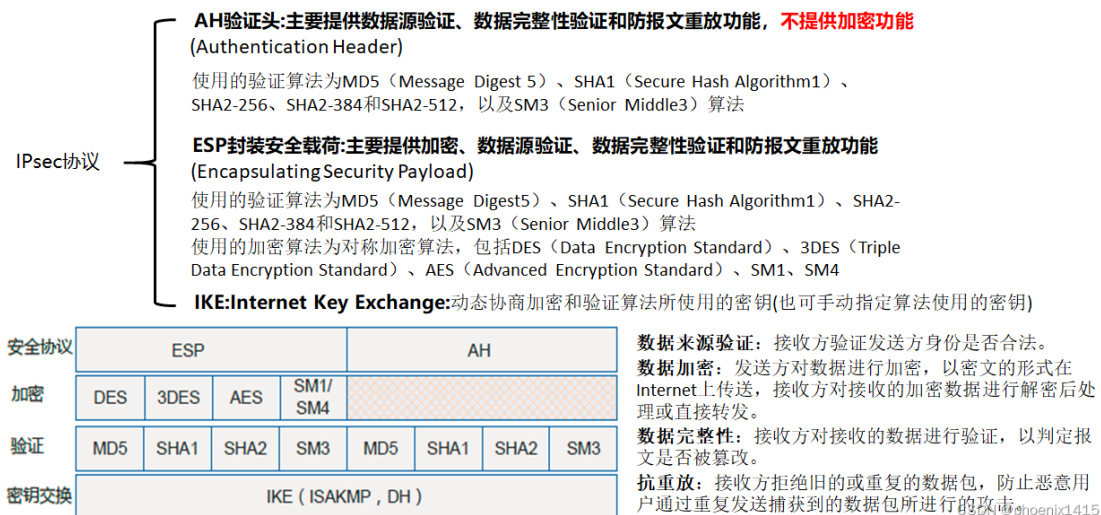 AH验证头:主要提供数据源验证、数据完整性验证和防报文重放功能，不提供加密功能
(Authentication Header)
使用的验证算法为MD5（Message Digest 5）、SHA1（Secure Hash Algorithm1）、
SHA2-256、SHA2-384和SHA2-512，以及SM3（Senior Middle3）算法
ESP封装安全载荷:主要提供加密、数据源验证、数据完整性验证和防报文重放功能
(Encapsulating Security Payload)
IPsec协议
使用的验证算法为MD5（Message Digest5）、SHA1（Secure Hash Algorithm1）、SHA2-
256、SHA2-384和SHA2-512，以及SM3（Senior Middle3）算法
使用的加密算法为对称加密算法，包括DES（Data Encryption Standard）、3DES（Triple
Data Encryption Standard）、AES（Advanced Encryption Standard）、SM1、SM4
IKE:Internet Key Exchange:动态协商加密和验证算法所使用的密钥(也可手动指定算法使用的密钥)
安全协议 ESP AH
加密 DES 3DES AES SM1/
SM4
验证 MD5 SHA1 SHA2 SM3 MD5 SHA1 SHA2 SM3
密钥交换 IKE（ISAKMP，DH）
数据来源验证：接收方验证发送方身份是否合法。
数据加密：发送方对数据进行加密，以密文的形式在
Internet上传送，接收方对接收的加密数据进行解密后处
理或直接转发。
数据完整性：接收方对接收的数据进行验证，以判定报
文是否被篡改。
抗重放：接收方拒绝旧的或重复的数据包，防止恶意用
户通过重复发送捕获到的数据包所进行的攻击。
CSDN @phoenix1415